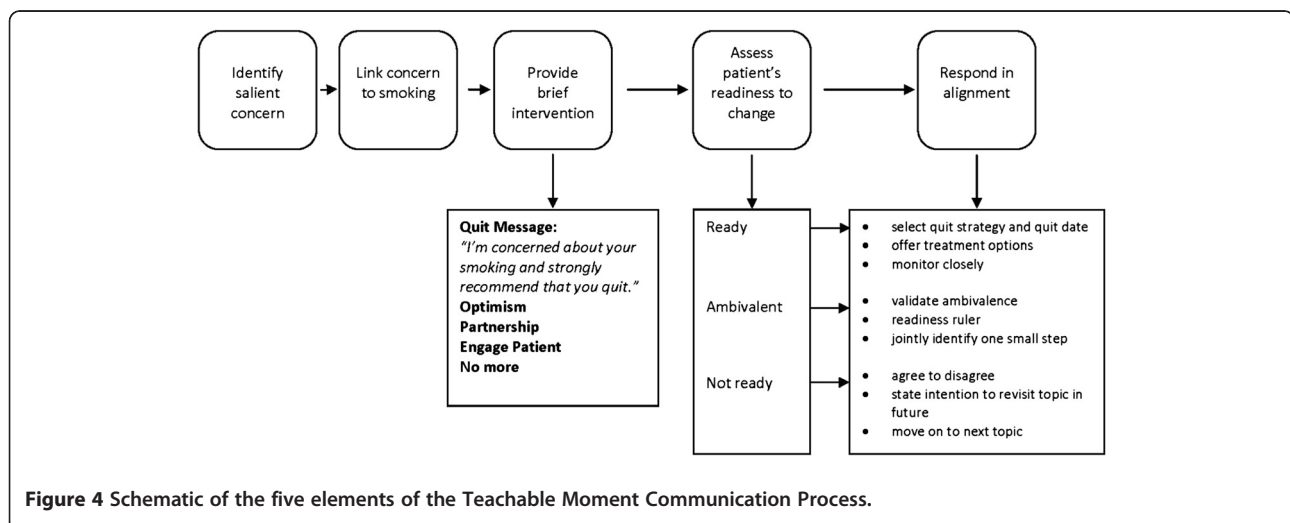 Identify
salient
concern
Link concern
to smoking
Provide
brief
intervention
Assess
patient's
readiness to
change
Respond in
alignment
Quit Message:
"I'm concerned about your
smoking and strongly
recommend that you quit."
Optimism
Partnership
Engage Patient
No more
Ready
Ambivalent
Not ready
• select quit strategy and quit date
• offer treatment options
• monitor closely
• validate ambivalence
• readiness ruler
• jointly identify one small step
• agree to disagree
• state intention to revisit topic in
future
• move on to next topic
Figure 4 Schematic of the five elements of the Teachable Moment Communication Process.